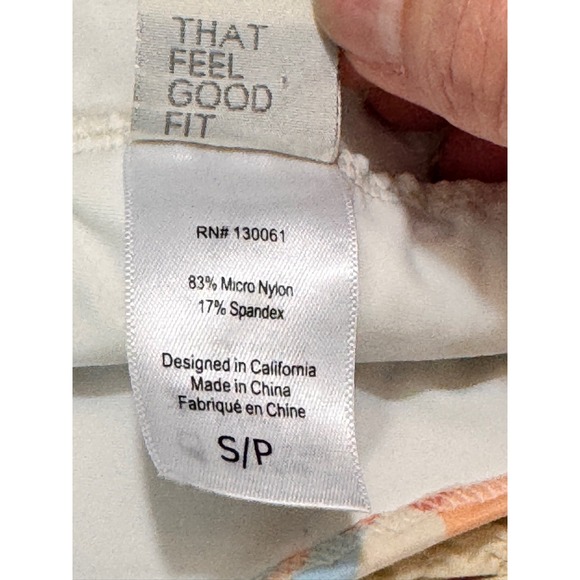 THAT
FEEL
GOOD
FIT
RN# 130061
83% Micro Nylon
17% Spandex
Designed in California
Made in China
Fabriqué en Chine
S/P